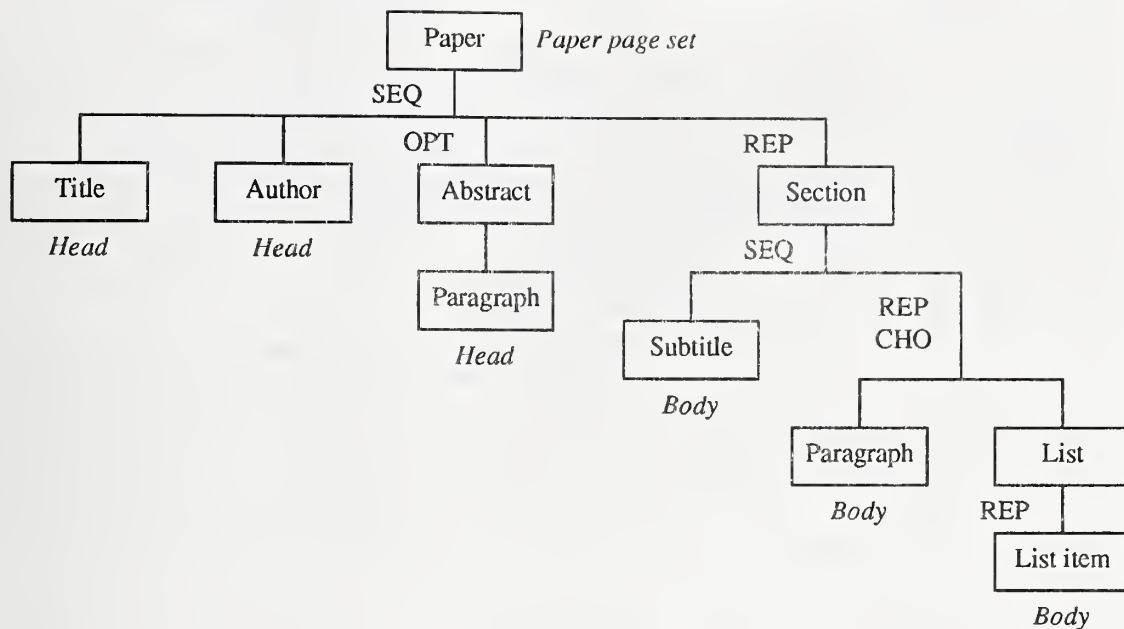 Paper Paper page set
SEQ
OPT REP
Title Author Abstract Section
Head Head SEQ
Paragraph REP
Head Subtitle CHO
Body
Paragraph List
Body REP
List item
Body